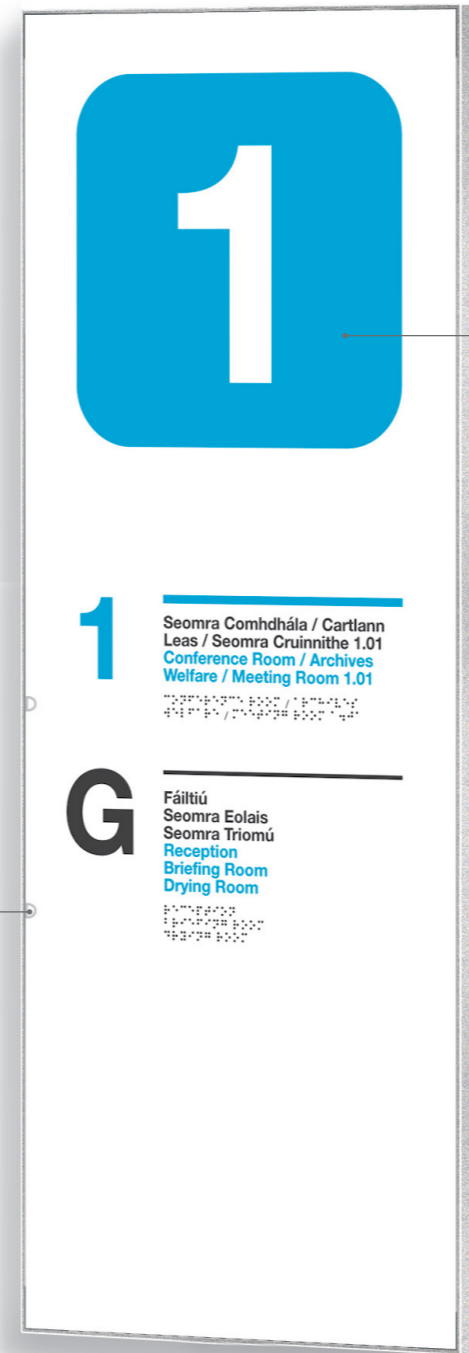 1
1
Seomra Comhdhála / Cartlann
Leas / Seomra Cruinnithe 1.01
Conference Room / Archives
Welfare / Meeting Room 1.01
G
Fáiltiú
Seomra Eolais
Seomra Triomú
Reception
Briefing Room
Drying Room